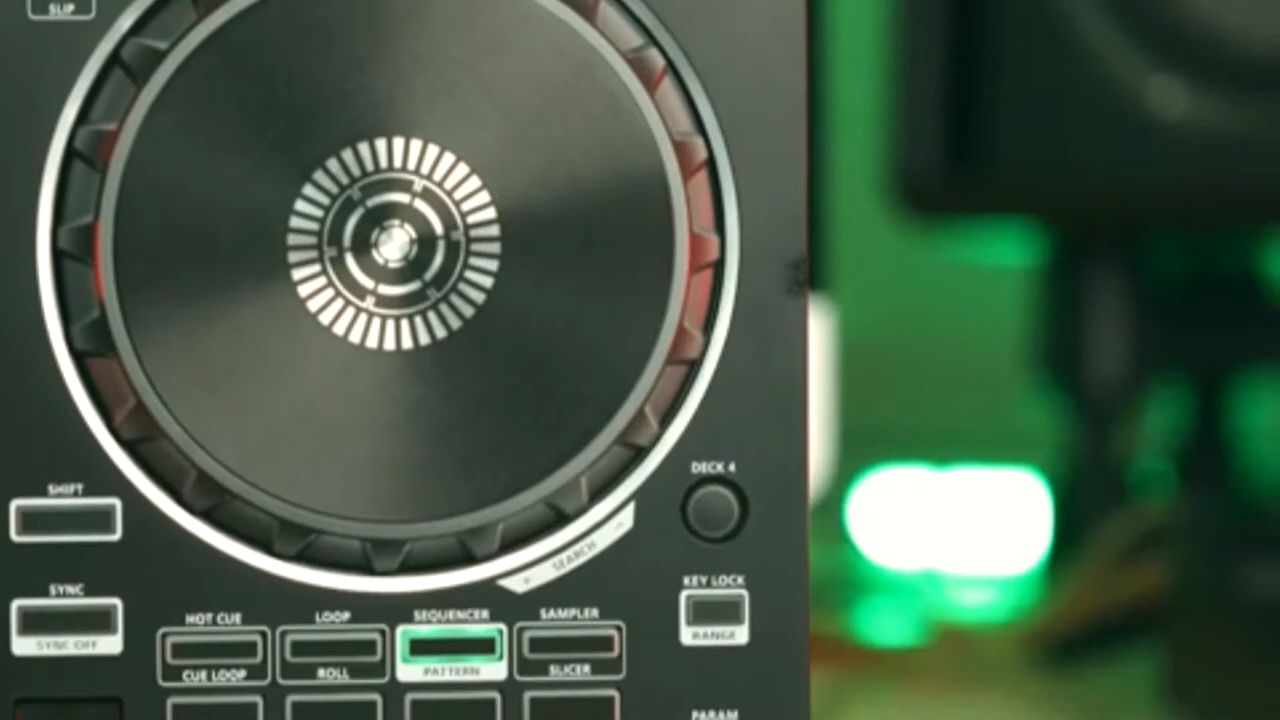 SLIP
DECK 4
SHIFT
SEARCH
KEY LOCK
SYNC
RANGE
SYNC OFF
HOT CUE
LOOP
SEQUENCER
SAMPLER
CUE LOOP
ROLL
PATTERN
SLICER
PARAM